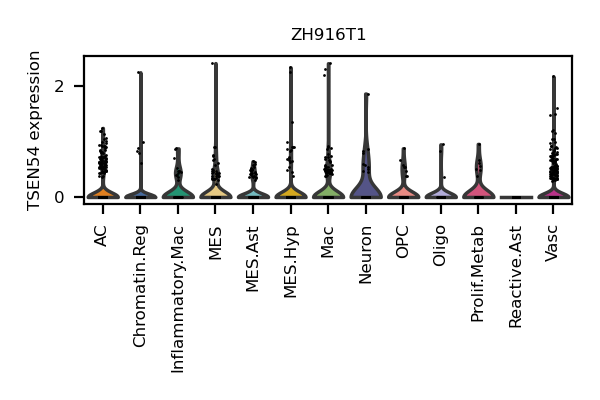 ZH916T1
TSEN54 expression
2
0
AC
Chromatin.Reg
Inflammatory.Mac
MES
MES.Ast
MES.Hyp
Mac
Neuron
OPC
Oligo
Prolif.Metab
Reactive.Ast
Vasc